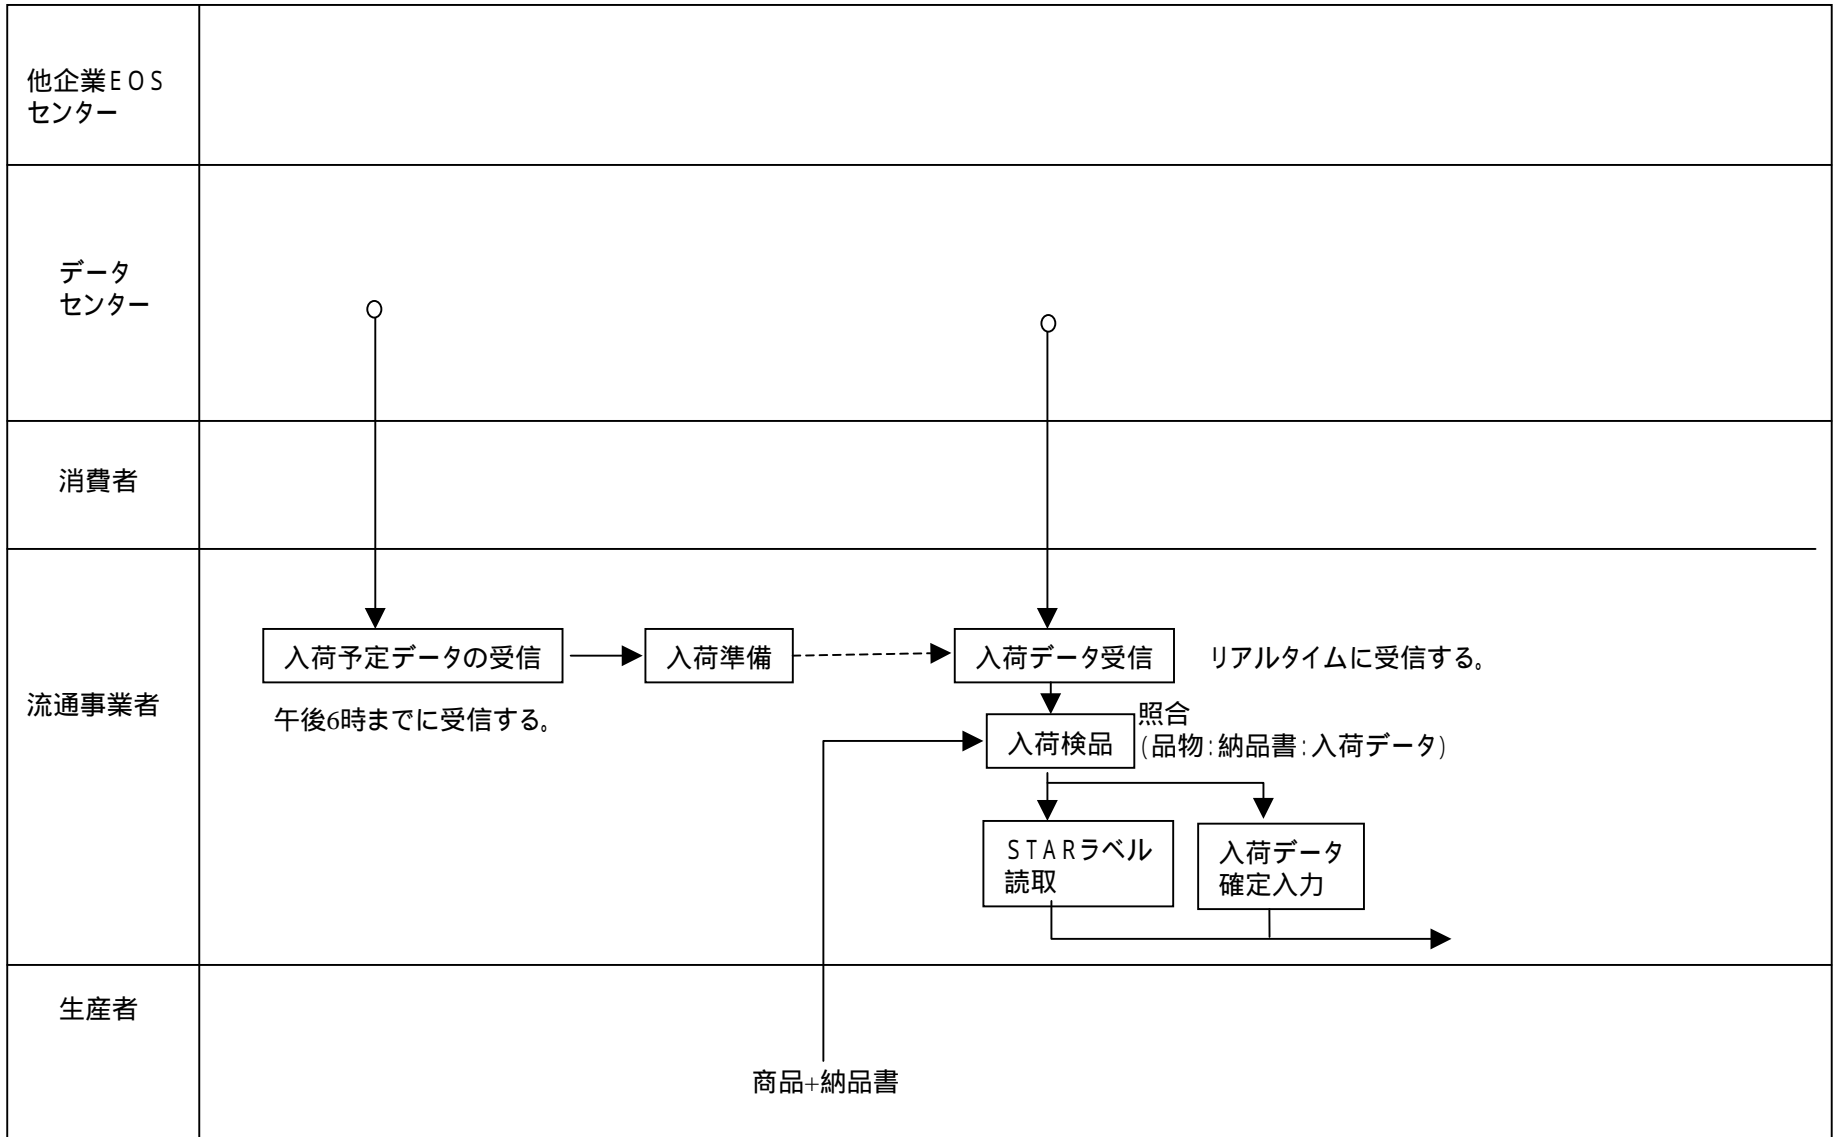 他企業EOS
センター
データ
センター
消費者
流通事業者
入荷予定データの受信
入荷準備
入荷データ受信
リアルタイムに受信する。
午後6時までに受信する。
入荷検品
照合
(品物:納品書:入荷データ)
STARラベル
読取
入荷データ
確定入力
生産者
商品+納品書